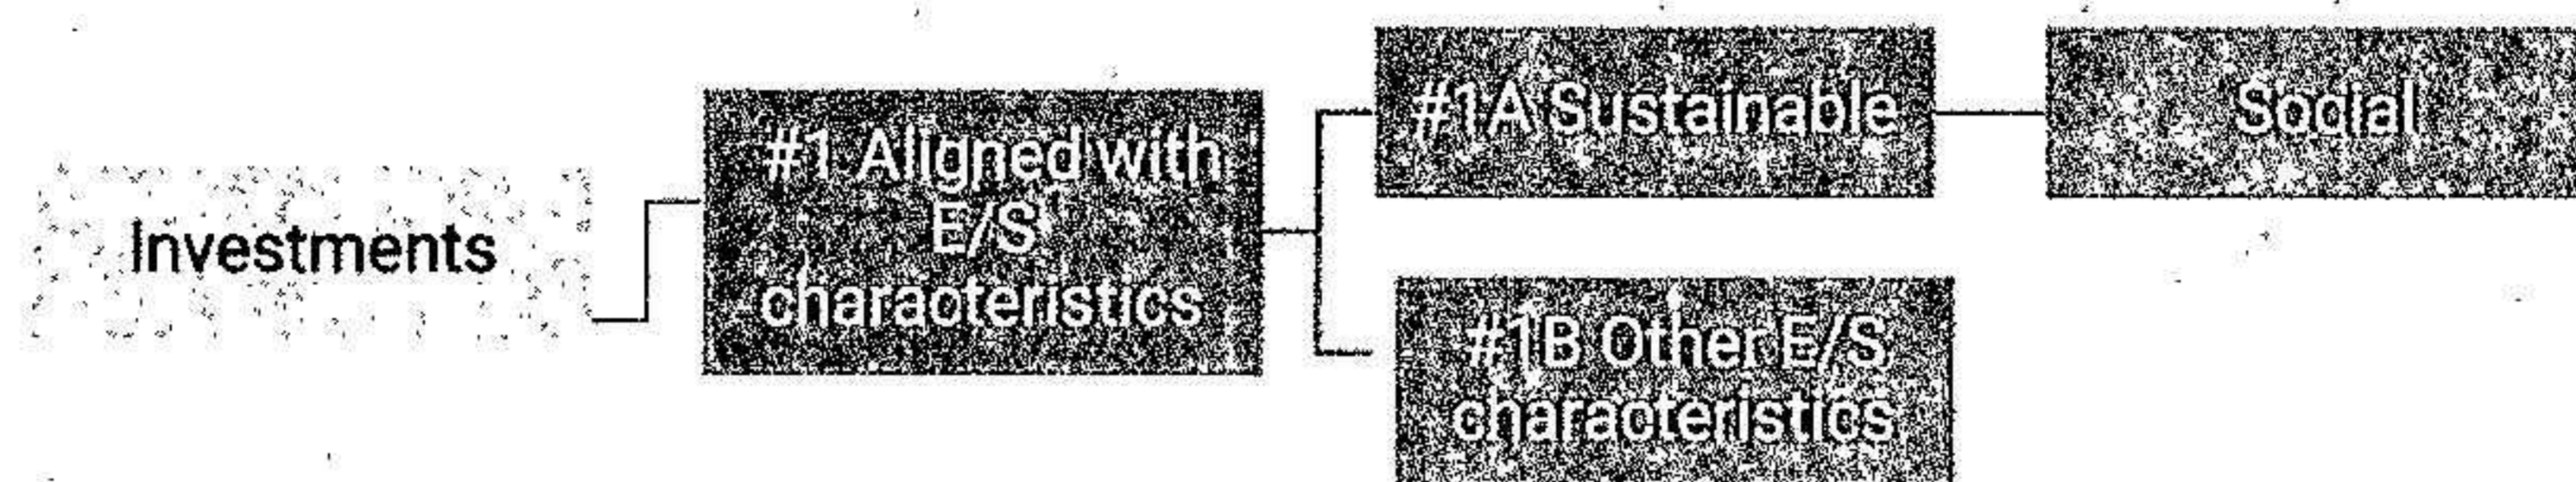 Investments
#1 Aligned with
E/S
characteristics
#1A Sustainable
Social
#1B Other E/S
characteristics